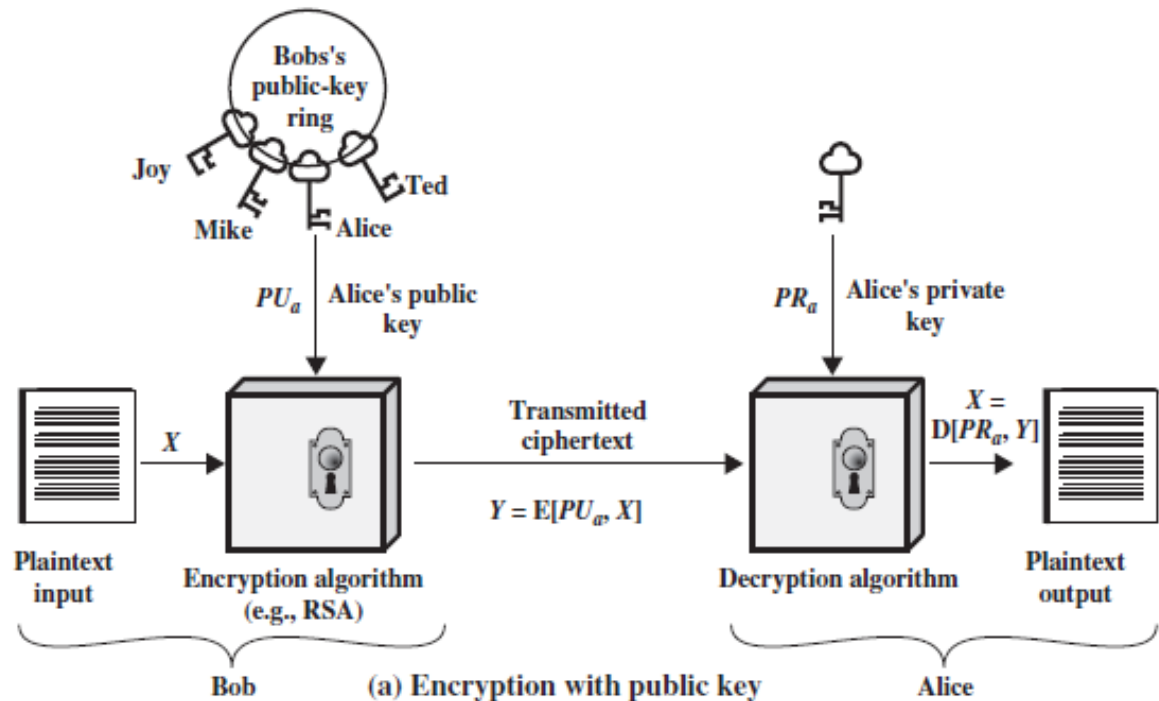 Bobs's
public-key
ring
Joy
Ted
Mike
Alice
PUa
Alice's public
key
PRa
Alice's private
key
X
Transmitted
ciphertext
X =
D[PRa, Y]
Y = E[PUa, X]
Plaintext
input
Encryption algorithm
(e.g., RSA)
Decryption algorithm
Plaintext
output
Bob
(a) Encryption with public key
Alice